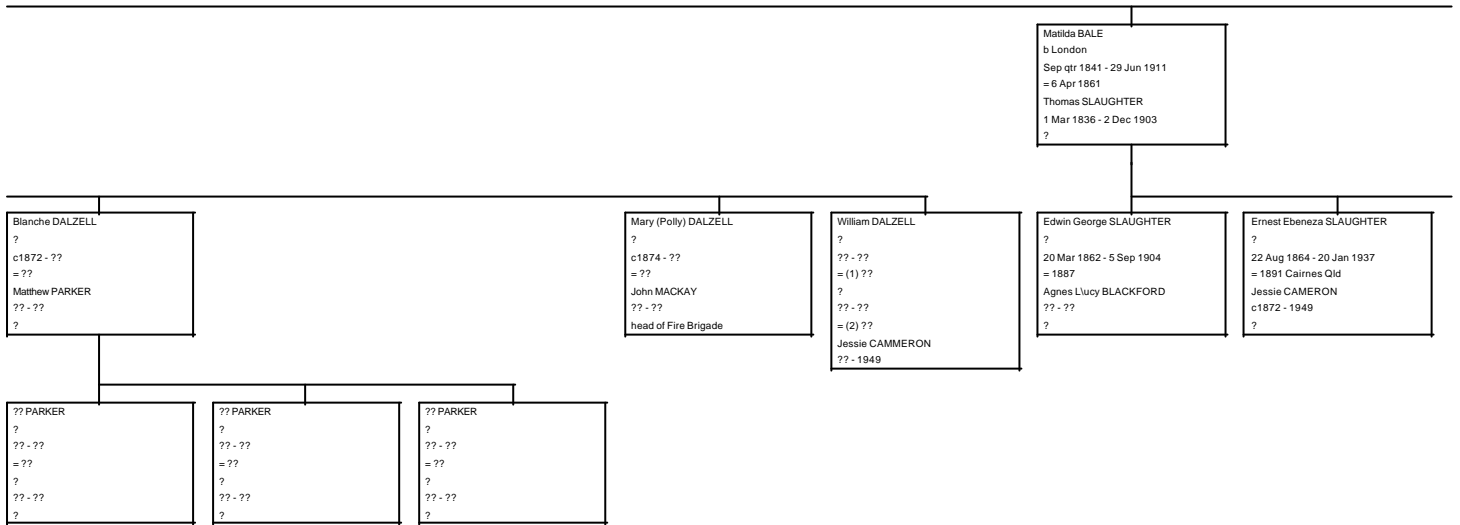 Matilda BALE
b London
Sep qtr 1841 - 29 Jun 1911
= 6 Apr 1861
Thomas SLAUGHTER
1 Mar 1836 - 2 Dec 1903
?
Blanche DALZELL
?
c1872 - ??
= ??
Matthew PARKER
?? - ??
?
Mary (Polly) DALZELL
?
c1874 - ??
= ??
John MACKAY
?? - ??
head of Fire Brigade
William DALZELL
?
?? - ??
= (1) ??
?
?? - ??
= (2) ??
Jessie CAMMERON
?? - 1949
Edwin George SLAUGHTER
?
20 Mar 1862 - 5 Sep 1904
= 1887
Agnes L\ucy BLACKFORD
?? - ??
?
Ernest Ebeneza SLAUGHTER
?
22 Aug 1864 - 20 Jan 1937
= 1891 Cairnes Qld
Jessie CAMERON
c1872 - 1949
?
?? PARKER
?
?? - ??
= ??
?
?? - ??
?
?? PARKER
?
?? - ??
= ??
?
?? - ??
?
?? PARKER
?
?? - ??
= ??
?
?? - ??
?